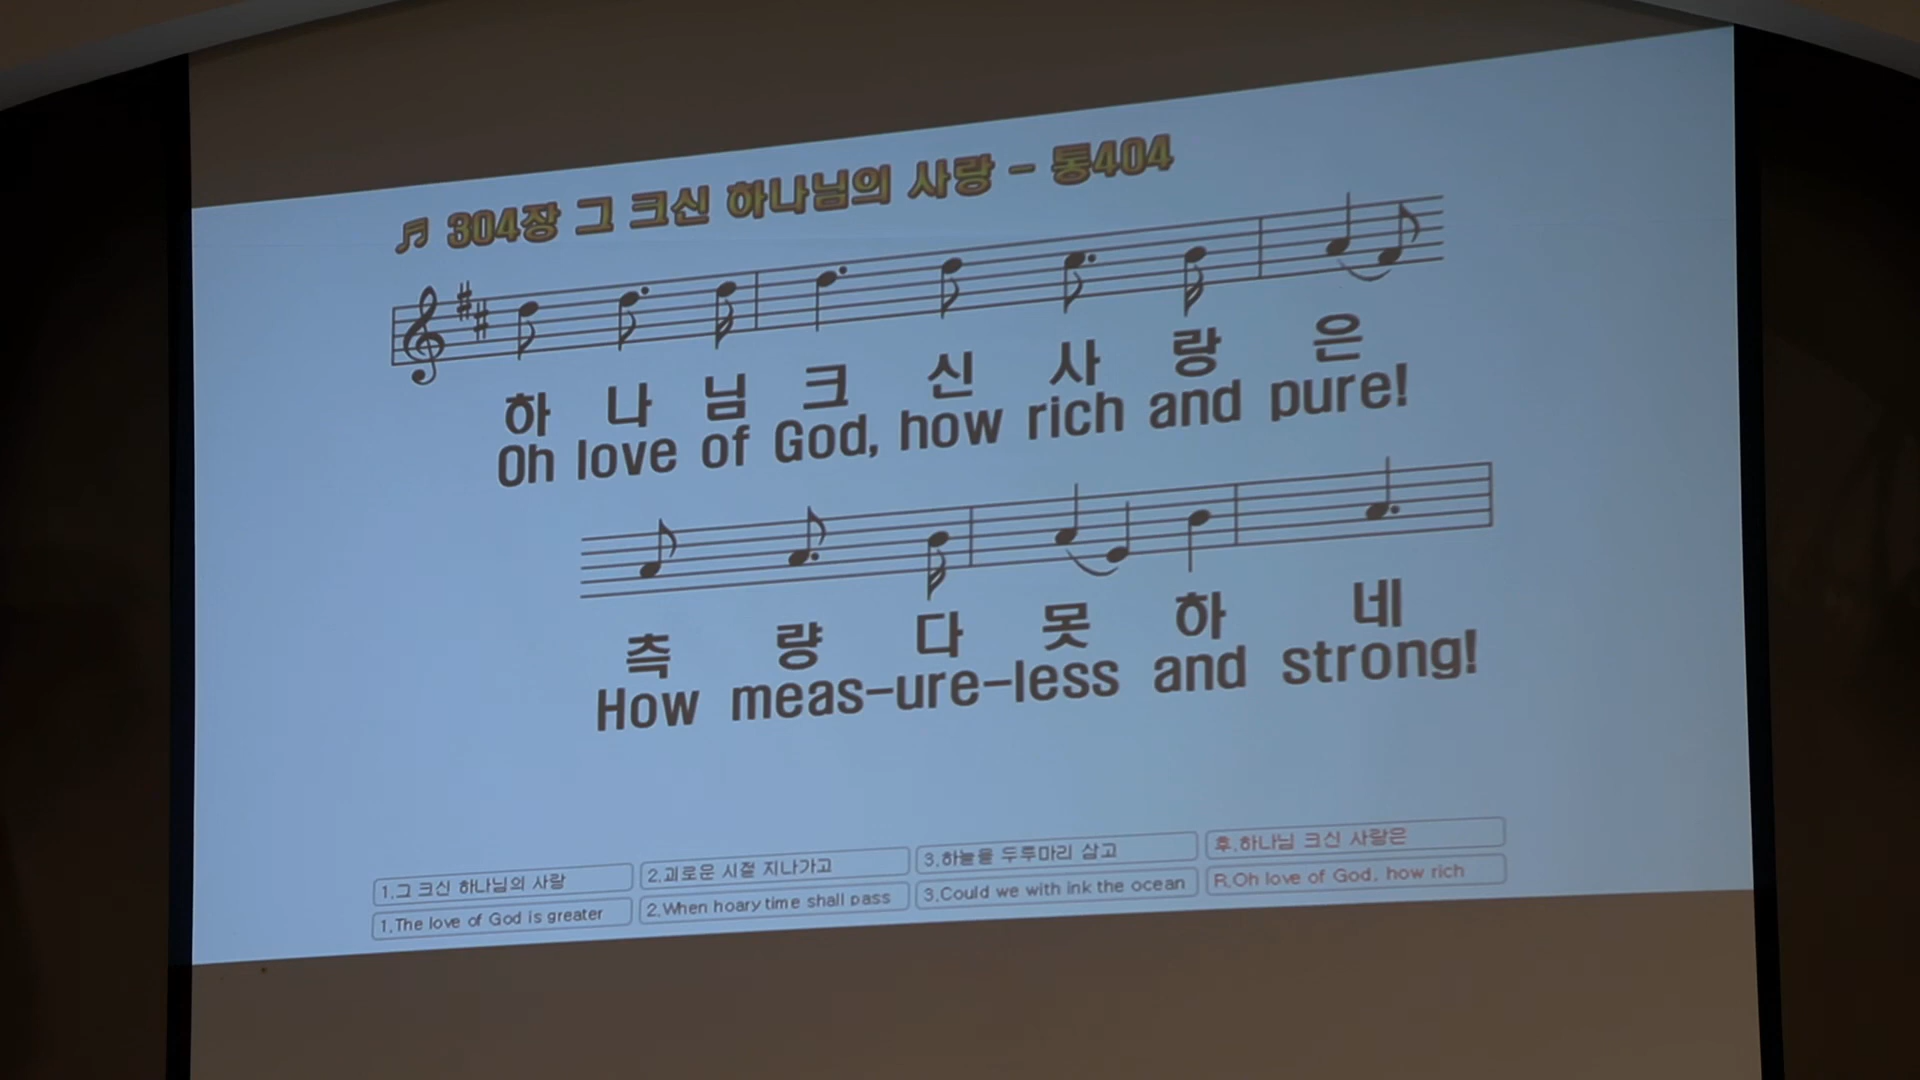 ♬ 304장 그 크신 하나님의 사랑 - 통404
하 나 님 크 신 사 랑 은
Oh love of God, how rich and pure!
측 량 다 못 하 네
How meas-ure-less and strong!
1.그 크신 하나님의 사랑
2.괴로운 시절 지나가고
3.하늘을 두루마리 삼고
후.하나님 크신 사랑은
1.The love of God is greater
2.When hoary time shall pass
3.Could we with ink the ocean
R.Oh love of God, how rich